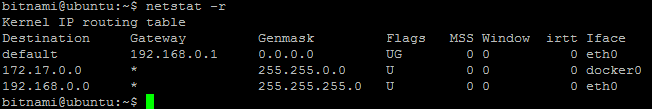 bitnami@ubuntu:~$ netstat -r
Kernel IP routing table
Destination     Gateway         Genmask         Flags   MSS Window  irtt Iface
default         192.168.0.1     0.0.0.0         UG        0 0          0 eth0
172.17.0.0      *               255.255.0.0     U         0 0          0 docker0
192.168.0.0     *               255.255.255.0   U         0 0          0 eth0
bitnami@ubuntu:~$